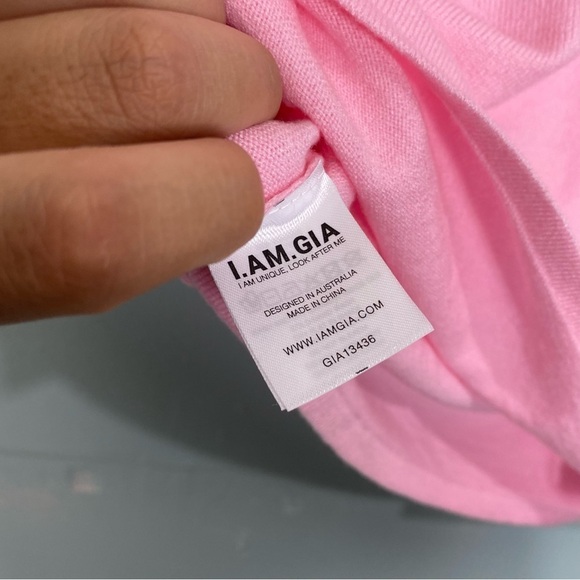 I.AM.GIA
I AM UNIQUE, LOOK AFTER ME
DESIGNED IN AUSTRALIA
MADE IN CHINA
WWW.IAMGIA.COM
GIA13436